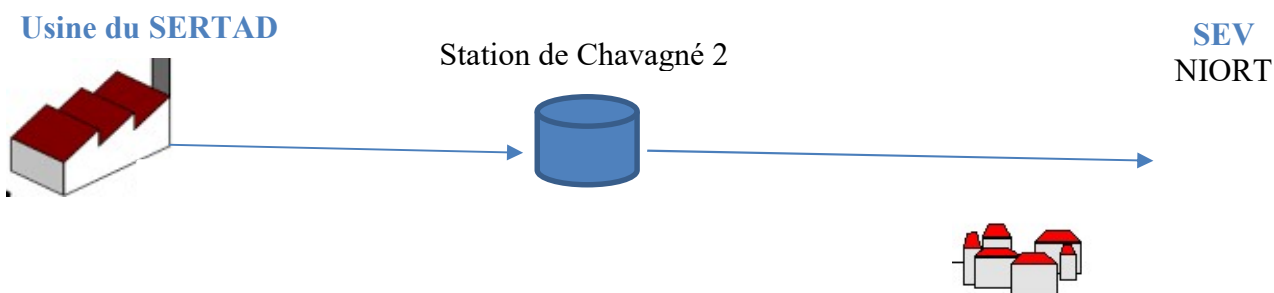 Usine du SERTAD
Station de Chavagné 2
SEV
NIORT